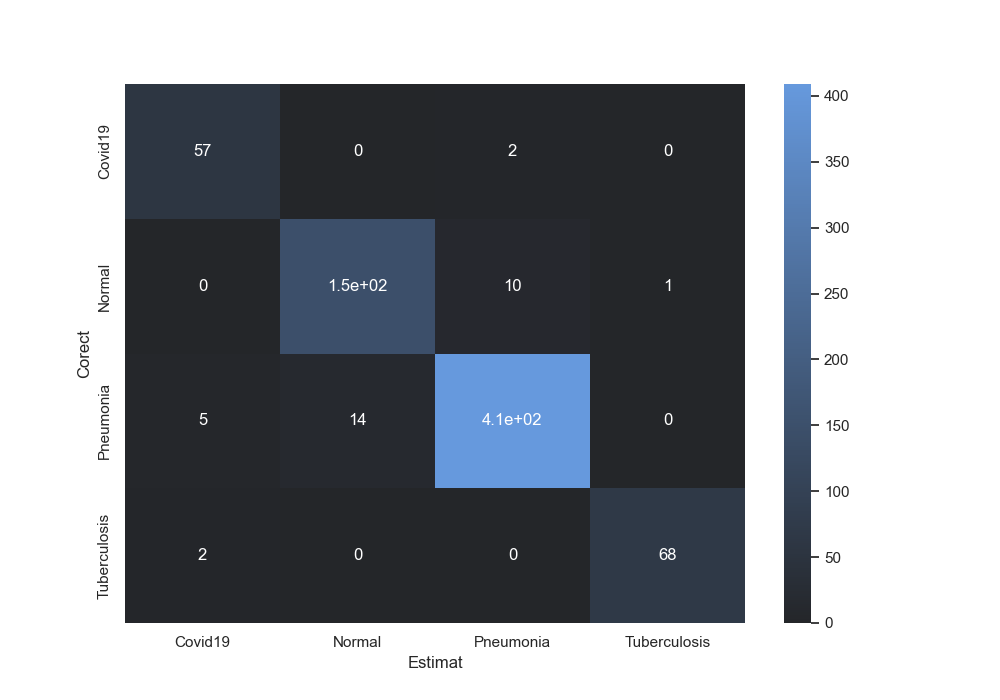 Corect
Covid19
57 0 2 0
Normal
0 1.5e+02 10 1
Pneumonia
5 14 4.1e+02 0
Tuberculosis
2 0 0 68
Covid19 Normal Pneumonia Tuberculosis
Estimat
400
350
300
250
200
150
100
50
0